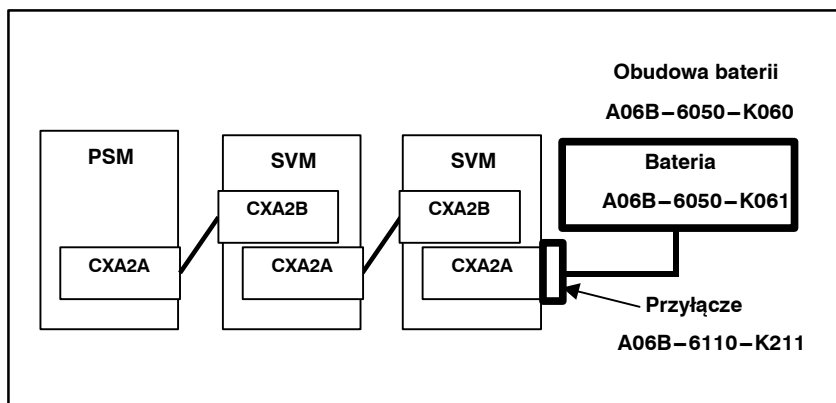 Obudowa baterii
A06B−6050−K060
PSM
SVM
SVM
Bateria
A06B−6050−K061
CXA2B
CXA2B
CXA2A
CXA2A
CXA2A
Przyłącze
A06B−6110−K211